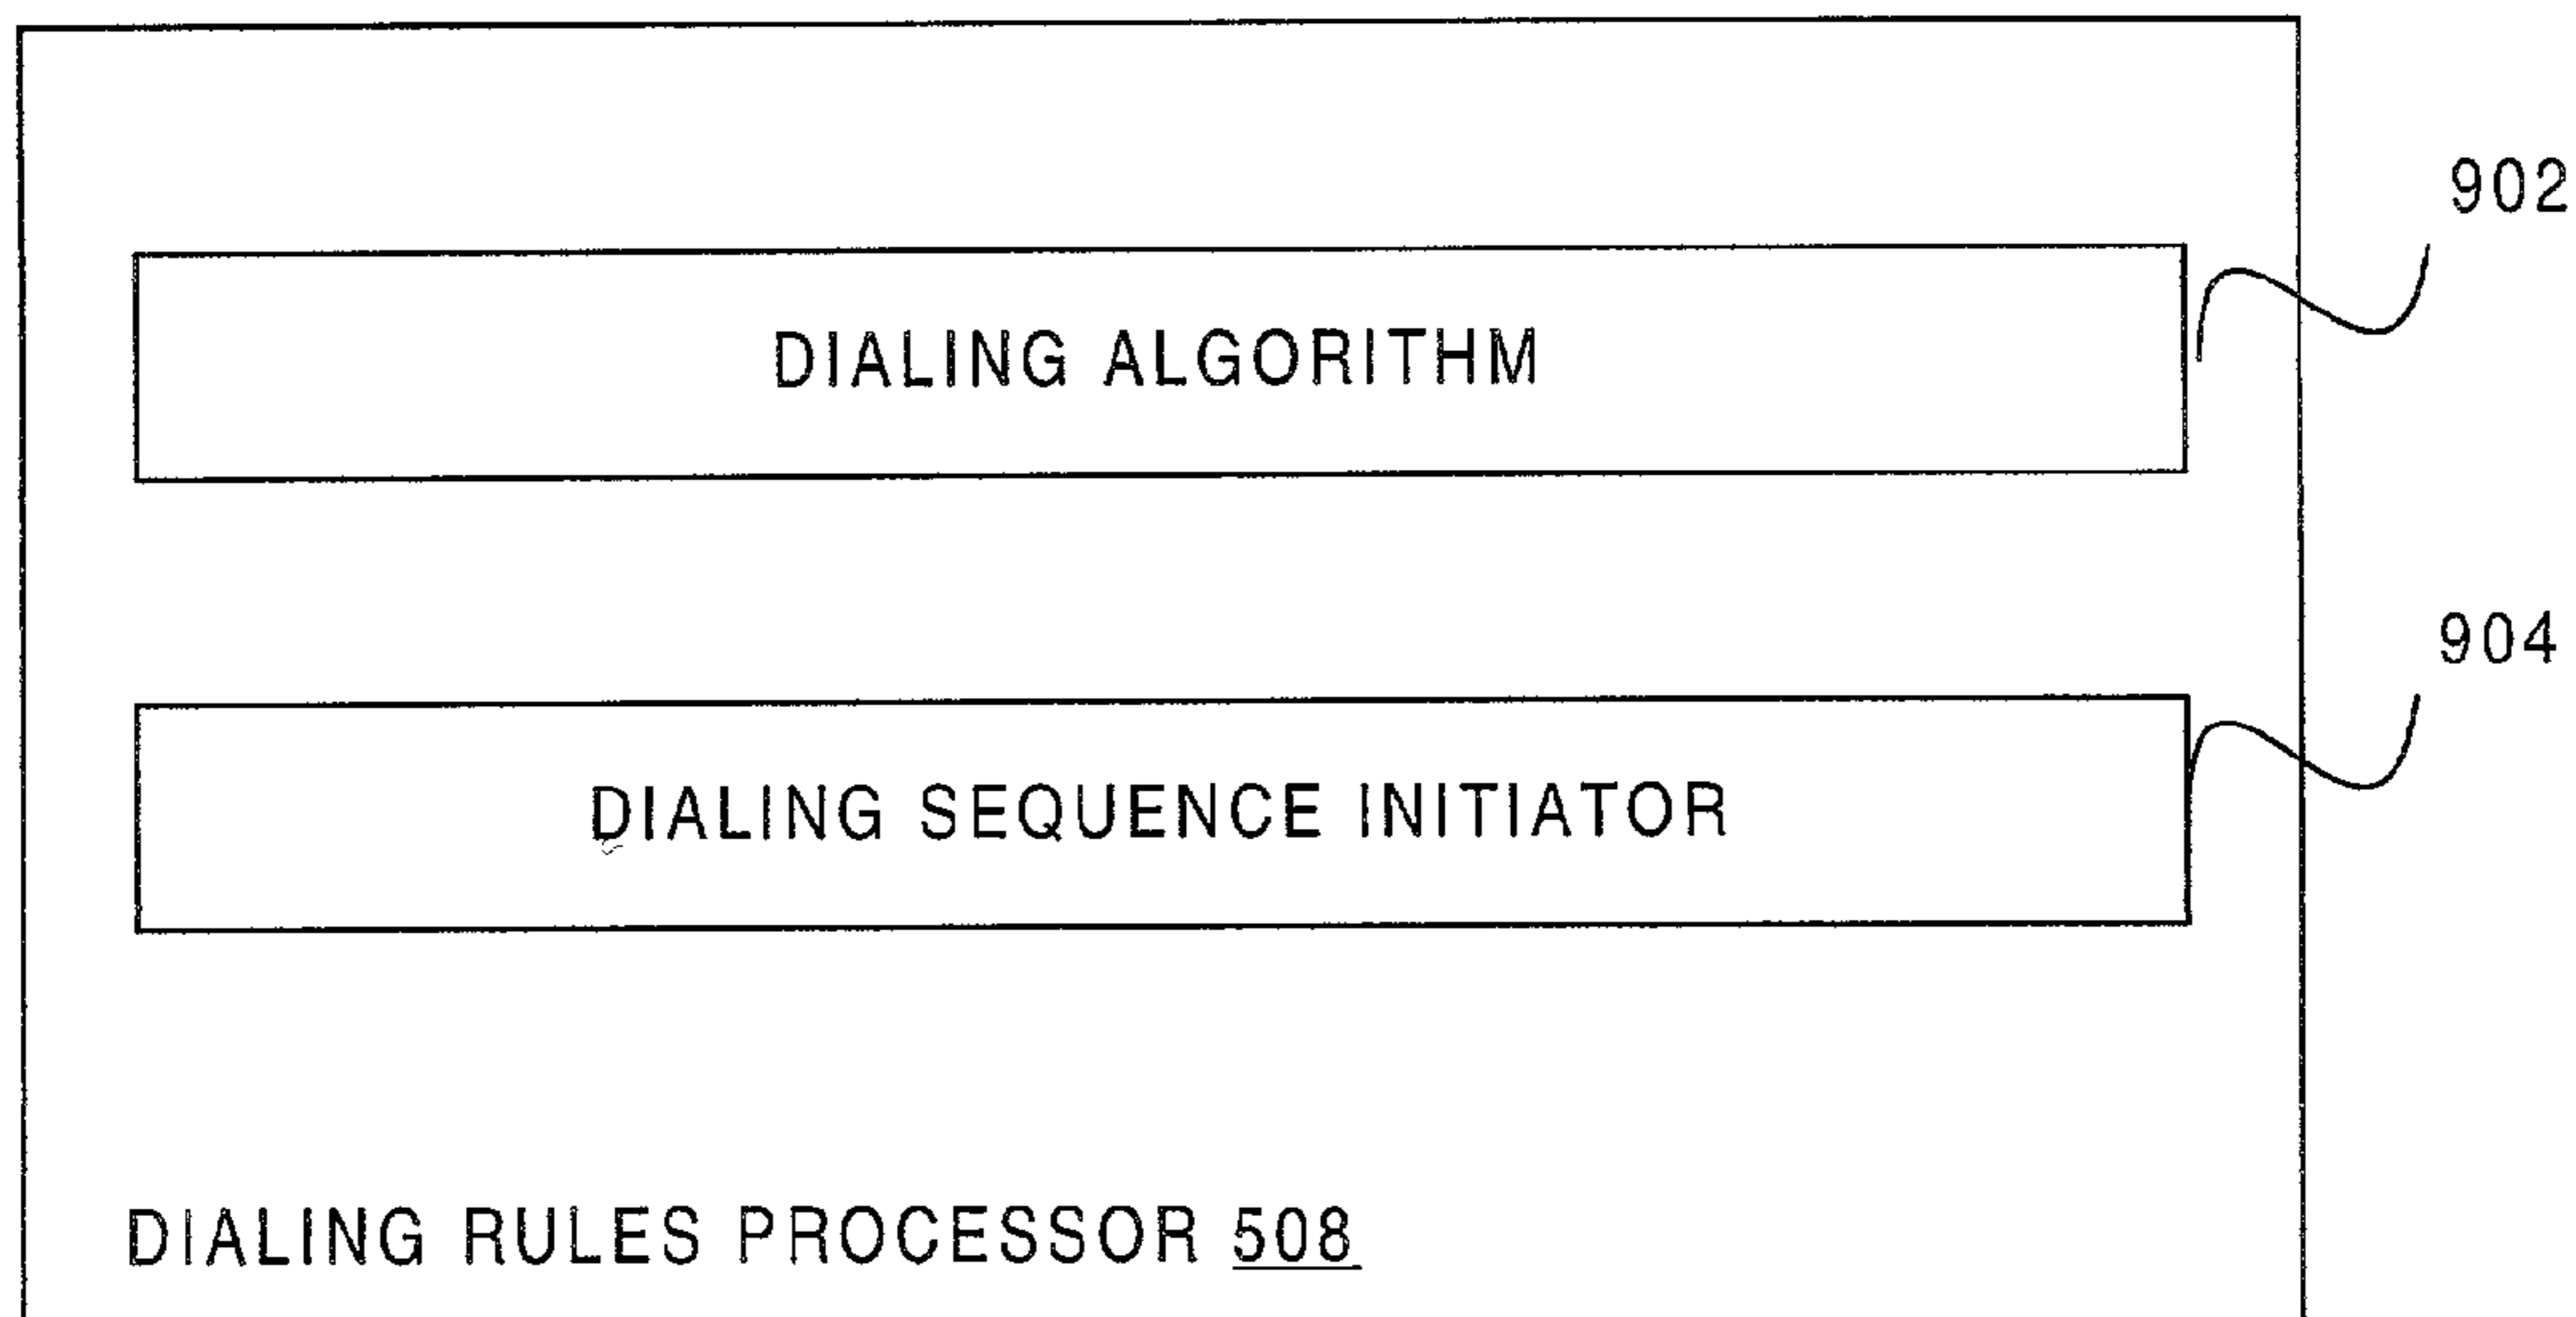 902
DIALING ALGORITHM
904
DIALING SEQUENCE INITIATOR
DIALING RULES PROCESSOR 508